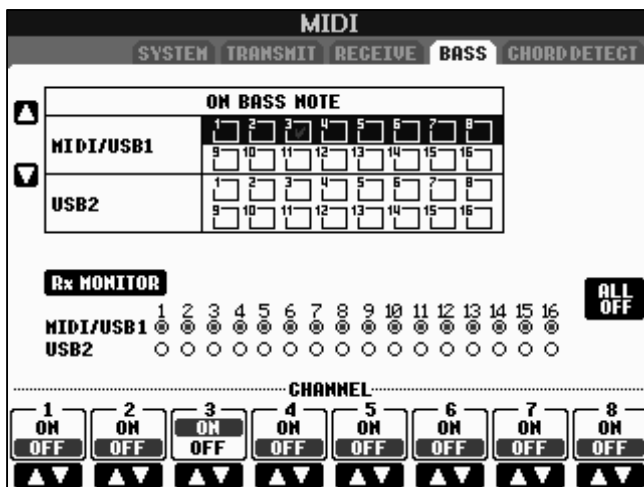 MIDI
SYSTEM TRANSMIT RECEIVE BASS CHORD DETECT
ON BASS NOTE
MIDI/USB1
1 2 3 4 5 6 7 8
9 10 11 12 13 14 15 16
USB2
1 2 3 4 5 6 7 8
9 10 11 12 13 14 15 16
Rx MONITOR
ALL OFF
1 2 3 4 5 6 7 8 9 10 11 12 13 14 15 16
MIDI/USB1
USB2
CHANNEL
1 2 3 4 5 6 7 8
ON ON ON ON ON ON ON ON
OFF OFF OFF OFF OFF OFF OFF OFF